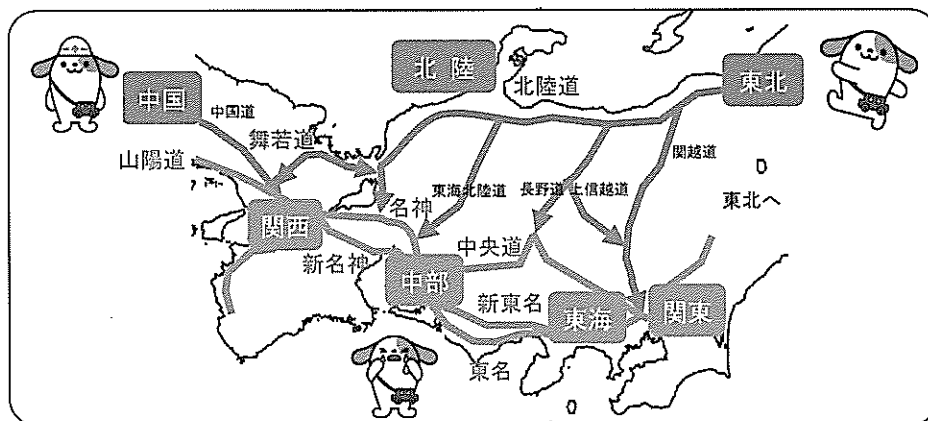 北陸
北陸道
東北
中国
中国道
舞若道
山陽道
関越道
東海北陸道
長野道
上信越道
東北へ
名神
関西
中央道
新名神
中部
新東名
東海
関東
東名